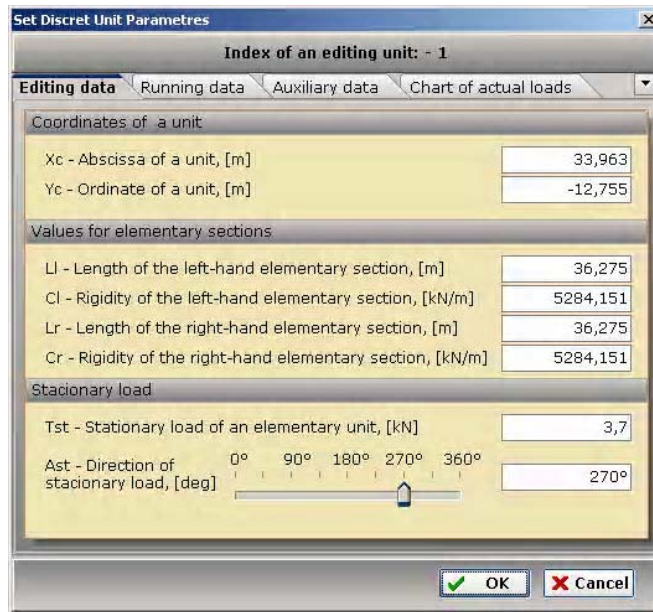 Set Discret Unit Parametres
Index of an editing unit: - 1
Editing data Running data Auxiliary data Chart of actual loads
Coordinates of a unit
Xc - Abscissa of a unit, [m] 33,963
Yc - Ordinate of a unit, [m] -12,755
Values for elementary sections
Ll - Length of the left-hand elementary section, [m] 36,275
Cl - Rigidity of the left-hand elementary section, [kN/m] 5284,151
Lr - Length of the right-hand elementary section, [m] 36,275
Cr - Rigidity of the right-hand elementary section, [kN/m] 5284,151
Stacionary load
Tst - Stationary load of an elementary unit, [kN] 3,7
0° 90° 180° 270° 360°
Ast - Direction of
stacionary load, [deg] 270°
OK Cancel